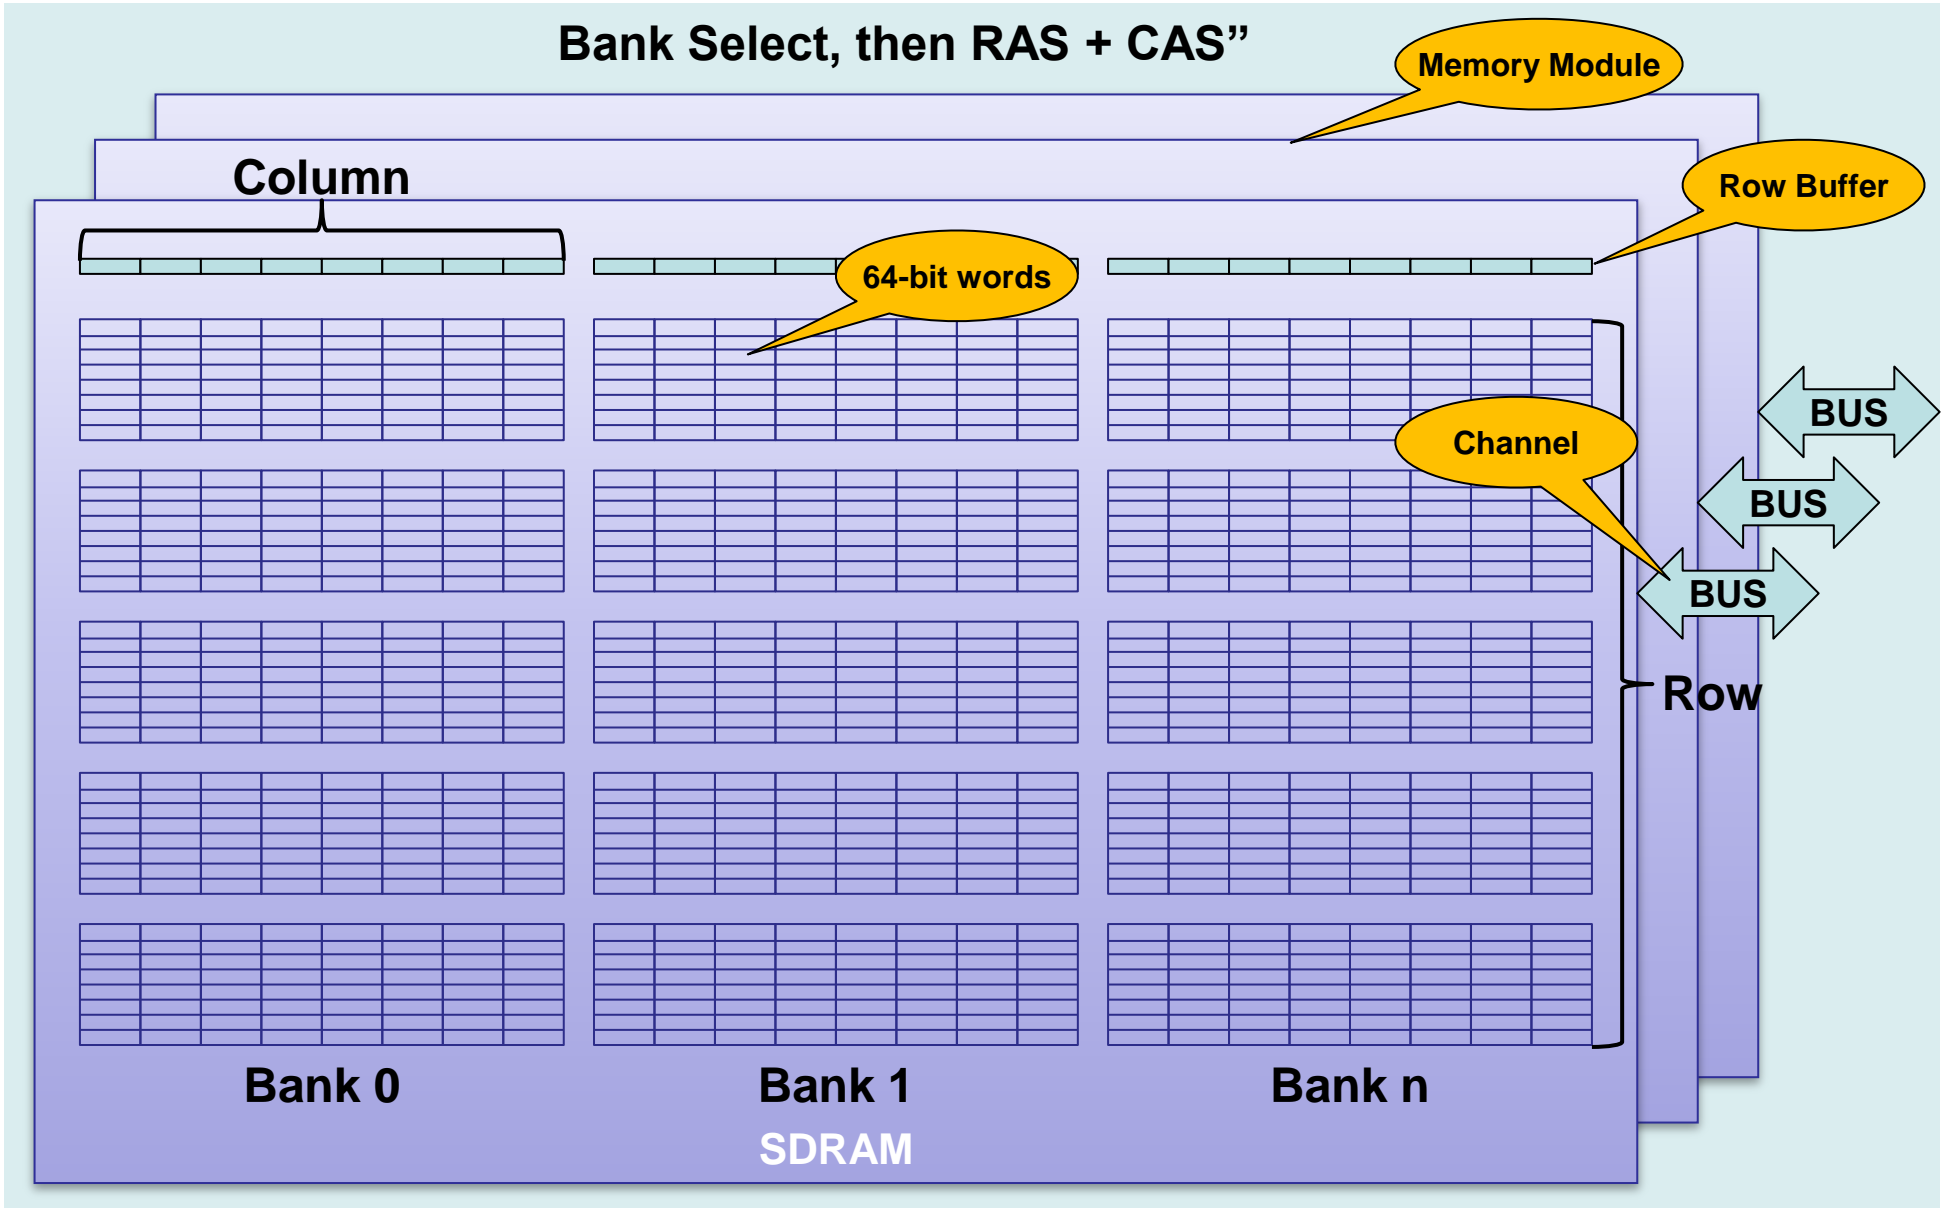 Bank Select, then RAS + CAS”
Memory Module
Column
Row Buffer
64-bit words
BUS
Channel
BUS
BUS
Row
Bank 0
Bank 1
Bank n
SDRAM